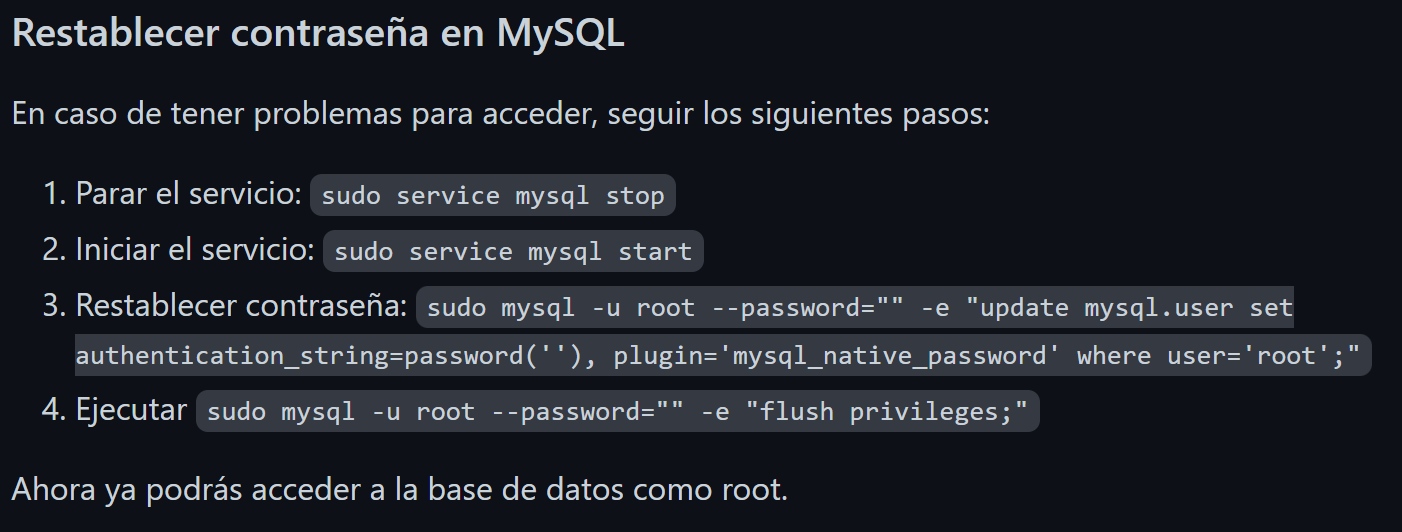 Restablecer contraseña en MySQL
En caso de tener problemas para acceder, seguir los siguientes pasos:
1. Parar el servicio: sudo service mysql stop
2. Iniciar el servicio: sudo service mysql start
3. Restablecer contraseña: sudo mysql -u root --password="" -e "update mysql.user set
authentication_string=password(''), plugin='mysql_native_password' where user='root';"
4. Ejecutar sudo mysql -u root --password="" -e "flush privileges;"
Ahora ya podrás acceder a la base de datos como root.